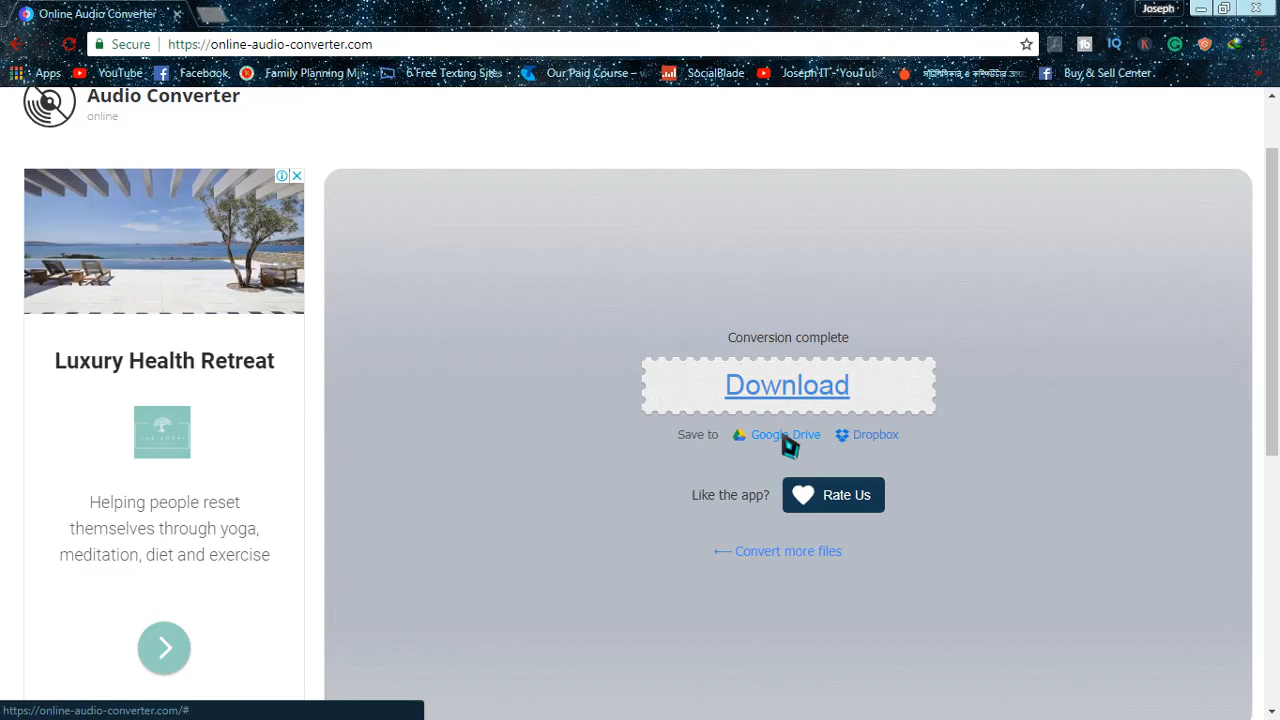 Online Audio Converter
Joseph
Secure
https://online-audio-converter.com
Apps
YouTube
Facebook
Family Planning M
6 Free Texting Sites
Our Paid Course –
SocialBlade
Joseph IT - YouTub
Buy & Sell Center
Audio Converter
online
Luxury Health Retreat
Helping people reset
themselves through yoga,
meditation, diet and exercise
Conversion complete
Download
Save to
Google Drive
Dropbox
Like the app?
Rate Us
⟵ Convert more files
https://online-audio-converter.com/#